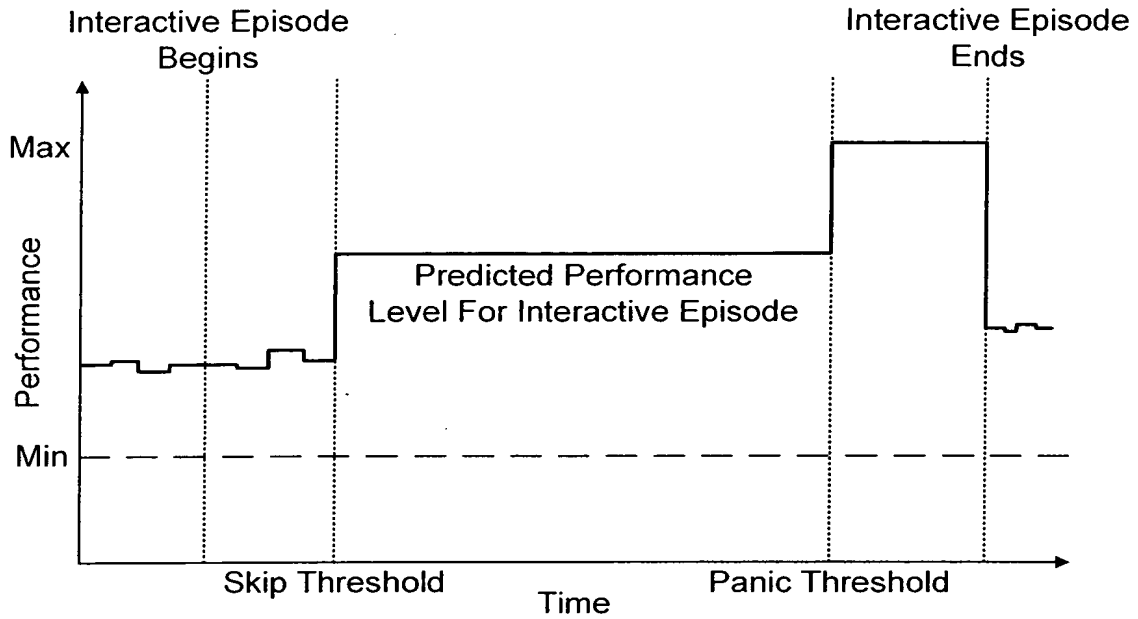 Interactive Episode
Begins
Interactive Episode
Ends
Max
Performance
Predicted Performance
Level For Interactive Episode
Min
Skip Threshold
Panic Threshold
Time